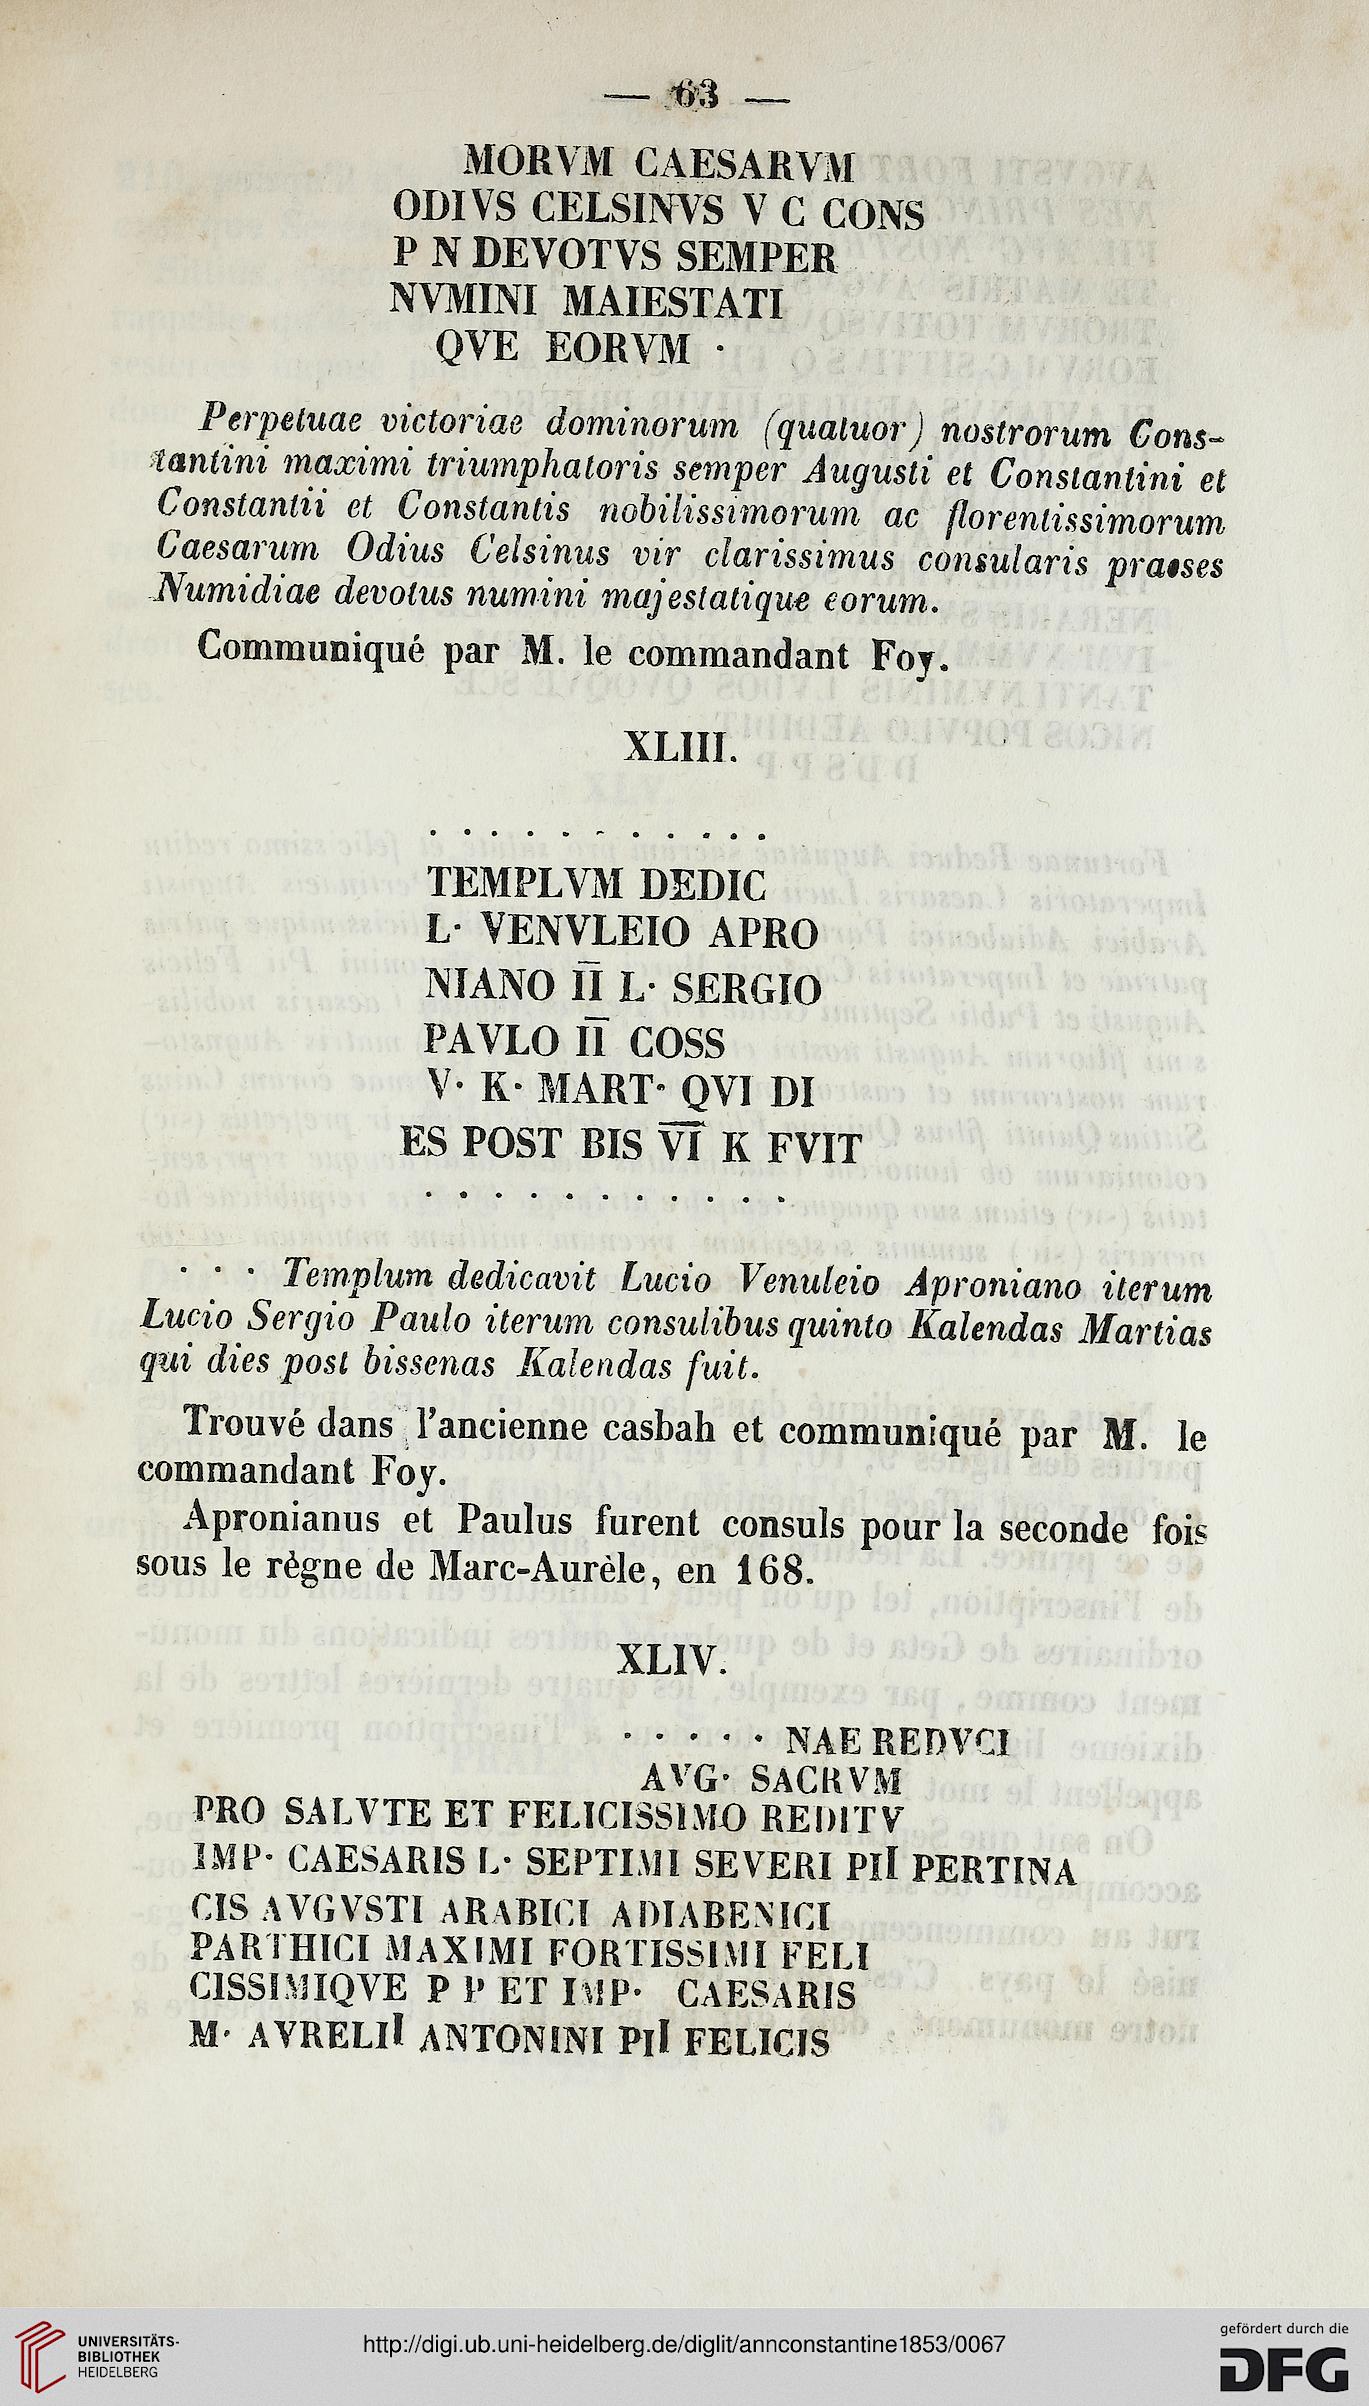 — 63 —
MORVM CAESARVM
ODIVS CELSINVS V C CONS
P N DEVOTVS SEMPER
NVMINI MAIESTATI
QVE EORVM ·
Perpetuae victoriae dominorum (quatuor) nostrorum Cons-
tantini maximi triumphatoris semper Augusti et Constantini et
Constantii et Constantis nobilissimorum ac florentissimorum
Caesarum Odius Celsinus vir clarissimus consularis praeses
Numidiae devotus numini majestatique eorum.
Communiqué par M. le commandant Foy.
XLIII.
. . . . . . . . . . .
TEMPLVM DEDIC
L· VENVLEIO APRO
NIANO I̅I̅ L· SERGIO
PAVLO I̅I̅ COSS
V· K· MART· QVI DI
ES POST BIS V̅I̅ K FVIT
. . . . . . . . . . .
· · · Templum dedicavit Lucio Venuleio Aproniano iterum
Lucio Sergio Paulo iterum consulibus quinto Kalendas Martias
qui dies post bissenas Kalendas fuit.
Trouvé dans l'ancienne casbah et communiqué par M. le
commandant Foy.
Apronianus et Paulus furent consuls pour la seconde fois
sous le règne de Marc-Aurèle, en 168.
XLIV.
· · · · · NAE REDVCI
AVG· SACRVM
PRO SALVTE ET FELICISSIMO REDITV
IMP· CAESARIS L· SEPTIMI SEVERI PII PERTINA
CIS AVGVSTI ARABICI ADIABENICI
PARTHICI MAXIMI FORTISSIMI FELI
CISSIMIQVE P P ET IMP· CAESARIS
M· AVRELII ANTONINI PII FELICIS
UNIVERSITÄTS-
BIBLIOTHEK
HEIDELBERG
http://digi.ub.uni-heidelberg.de/diglit/annconstantine1853/0067
gefördert durch die
DFG